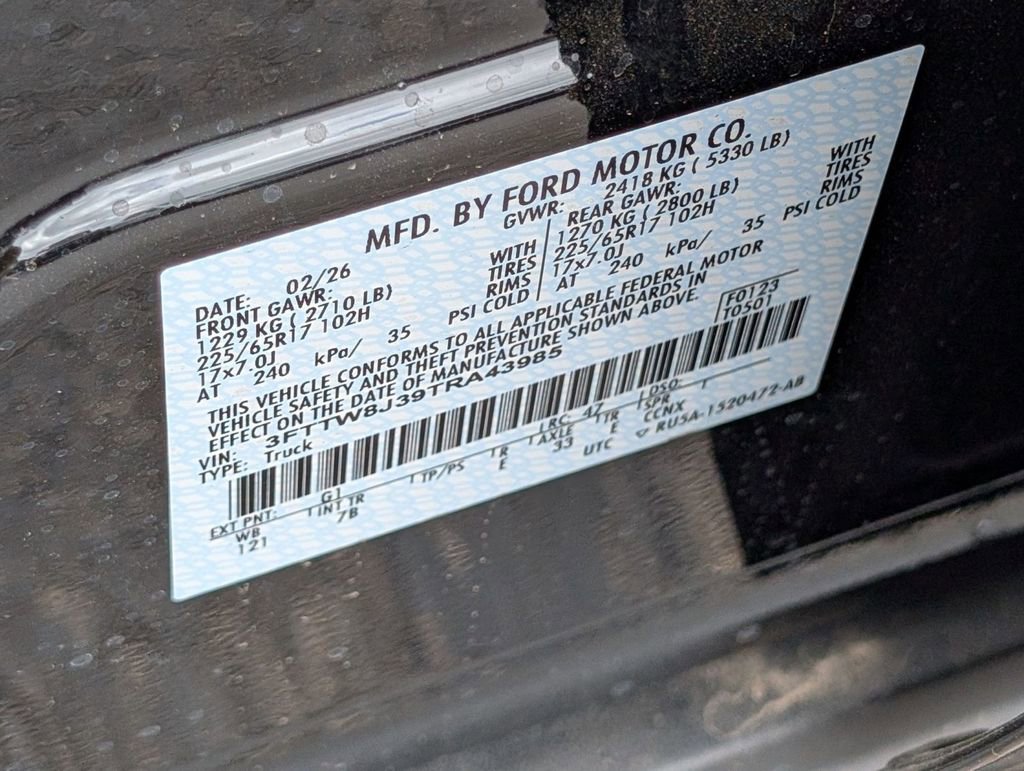 MFD. BY FORD MOTOR CO.
DATE: 02/26 GVWR: 2418 KG ( 5330 LB)
FRONT GAWR: REAR GAWR:
1229 KG ( 2710 LB) WITH 1270 KG ( 2800 LB) WITH
225/65R17 102H TIRES 225/65R17 102H TIRES
17x7.0J RIMS 17x7.0J RIMS
AT 240 kPa/ 35 PSI COLD AT 240 kPa/ 35 PSI COLD
THIS VEHICLE CONFORMS TO ALL APPLICABLE FEDERAL MOTOR
VEHICLE SAFETY AND THEFT PREVENTION STANDARDS IN
EFFECT ON THE DATE OF MANUFACTURE SHOWN ABOVE.
VIN: 3FTTW8J39TRA43985 F0123
TYPE: Truck T0501
EXT PNT: G1 RC: 47 DSO:
WB INT TR TP/PS R AXLE TR SPR
121 7B E 33 E CCNX
UTC ▽ RU5A-1520472-AB